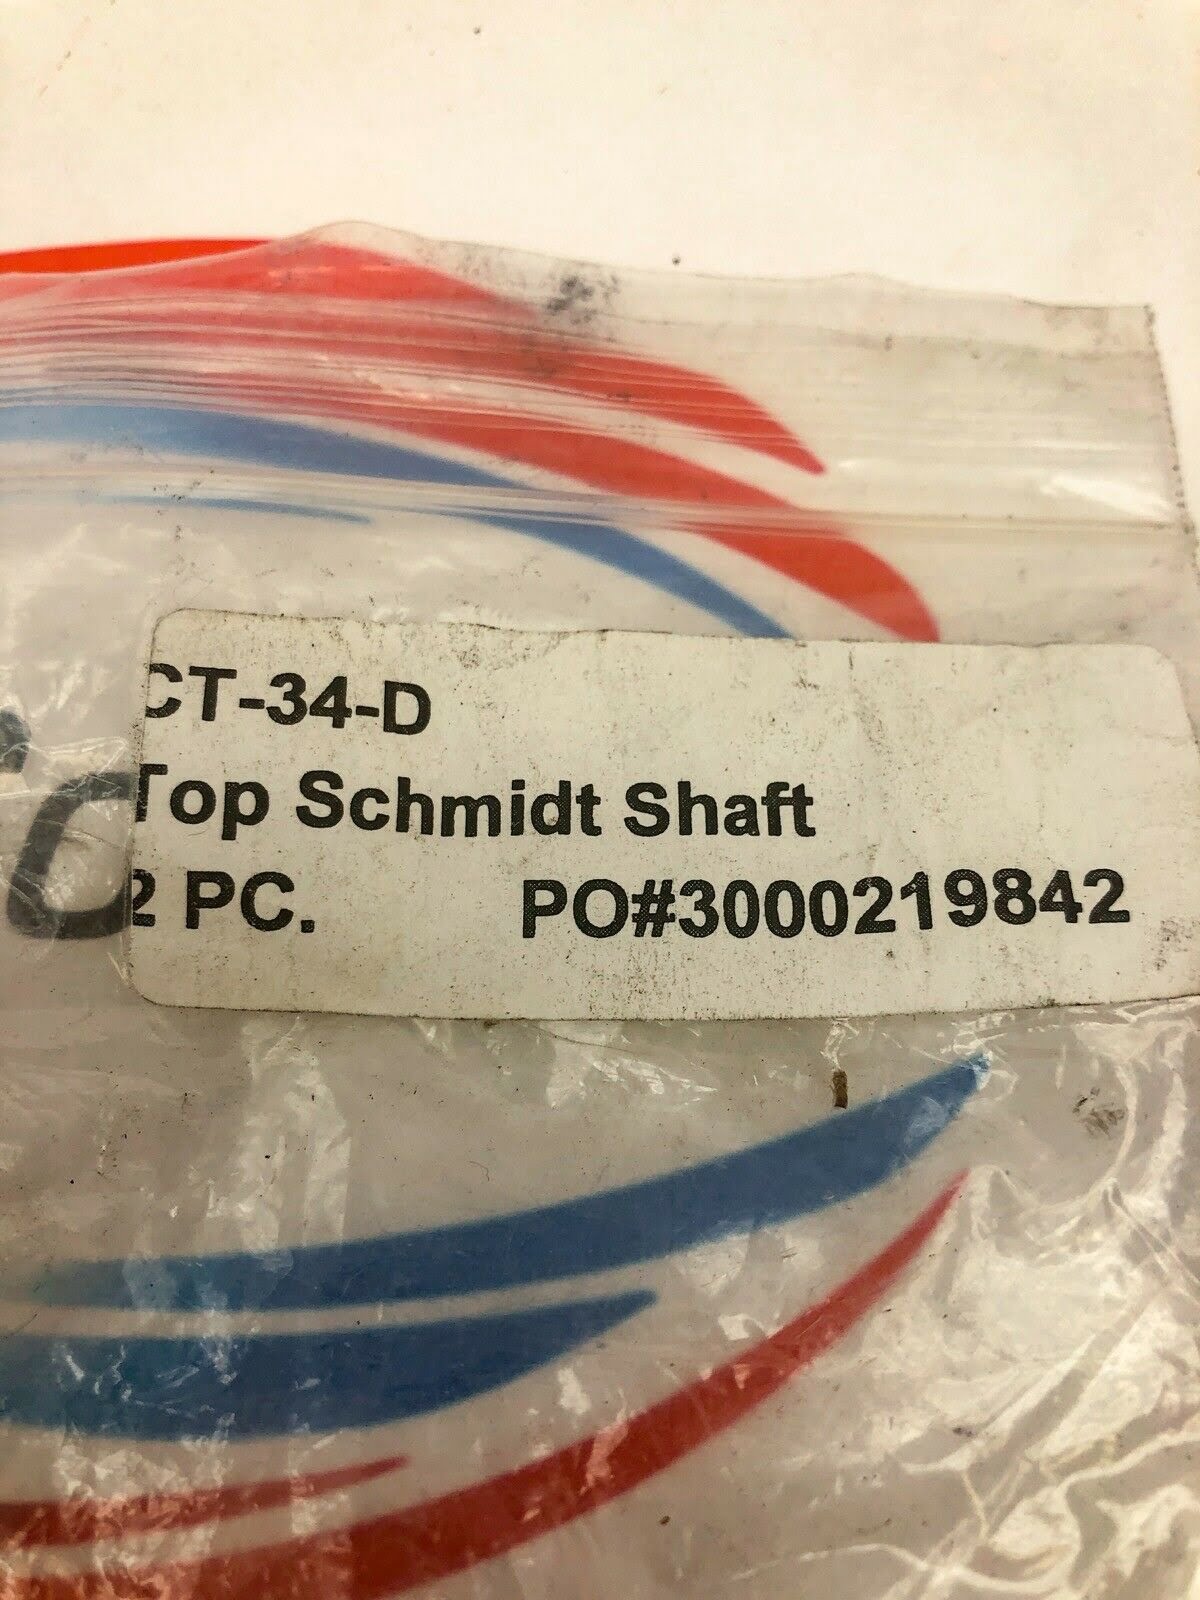 CT-34-D
Top Schmidt Shaft
2 PC. PO#3000219842